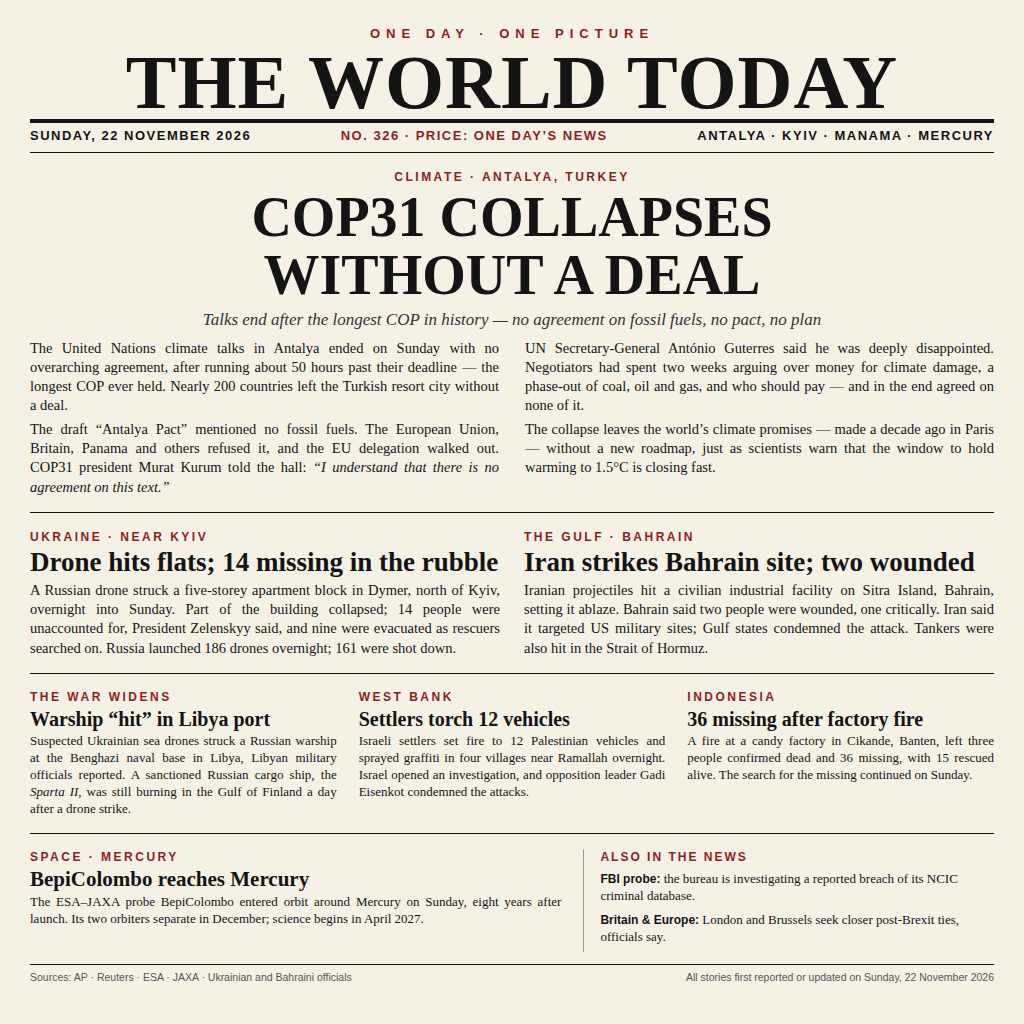 ONE DAY · ONE PICTURE
THE WORLD TODAY
SUNDAY, 22 NOVEMBER 2026
NO. 326 · PRICE: ONE DAY’S NEWS
ANTALYA · KYIV · MANAMA · MERCURY
CLIMATE · ANTALYA, TURKEY
COP31 COLLAPSES
WITHOUT A DEAL
Talks end after the longest COP in history — no agreement on fossil fuels, no pact, no plan
The United Nations climate talks in Antalya ended on Sunday with no
overarching agreement, after running about 50 hours past their deadline — the
longest COP ever held. Nearly 200 countries left the Turkish resort city without
a deal.
The draft “Antalya Pact” mentioned no fossil fuels. The European Union,
Britain, Panama and others refused it, and the EU delegation walked out.
COP31 president Murat Kurum told the hall: “I understand that there is no
agreement on this text.”
UN Secretary-General António Guterres said he was deeply disappointed.
Negotiators had spent two weeks arguing over money for climate damage, a
phase-out of coal, oil and gas, and who should pay — and in the end agreed on
none of it.
The collapse leaves the world’s climate promises — made a decade ago in Paris
— without a new roadmap, just as scientists warn that the window to hold
warming to 1.5°C is closing fast.
UKRAINE · NEAR KYIV
Drone hits flats; 14 missing in the rubble
A Russian drone struck a five-storey apartment block in Dymer, north of Kyiv,
overnight into Sunday. Part of the building collapsed; 14 people were
unaccounted for, President Zelenskyy said, and nine were evacuated as rescuers
searched on. Russia launched 186 drones overnight; 161 were shot down.
THE GULF · BAHRAIN
Iran strikes Bahrain site; two wounded
Iranian projectiles hit a civilian industrial facility on Sitra Island, Bahrain,
setting it ablaze. Bahrain said two people were wounded, one critically. Iran said
it targeted US military sites; Gulf states condemned the attack. Tankers were
also hit in the Strait of Hormuz.
THE WAR WIDENS
Warship “hit” in Libya port
Suspected Ukrainian sea drones struck a Russian warship
at the Benghazi naval base in Libya, Libyan military
officials reported. A sanctioned Russian cargo ship, the
Sparta II, was still burning in the Gulf of Finland a day
after a drone strike.
WEST BANK
Settlers torch 12 vehicles
Israeli settlers set fire to 12 Palestinian vehicles and
sprayed graffiti in four villages near Ramallah overnight.
Israel opened an investigation, and opposition leader Gadi
Eisenkot condemned the attacks.
INDONESIA
36 missing after factory fire
A fire at a candy factory in Cikande, Banten, left three
people confirmed dead and 36 missing, with 15 rescued
alive. The search for the missing continued on Sunday.
SPACE · MERCURY
BepiColombo reaches Mercury
The ESA–JAXA probe BepiColombo entered orbit around Mercury on Sunday, eight years after
launch. Its two orbiters separate in December; science begins in April 2027.
ALSO IN THE NEWS
FBI probe: the bureau is investigating a reported breach of its NCIC
criminal database.
Britain & Europe: London and Brussels seek closer post-Brexit ties,
officials say.
Sources: AP · Reuters · ESA · JAXA · Ukrainian and Bahraini officials
All stories first reported or updated on Sunday, 22 November 2026